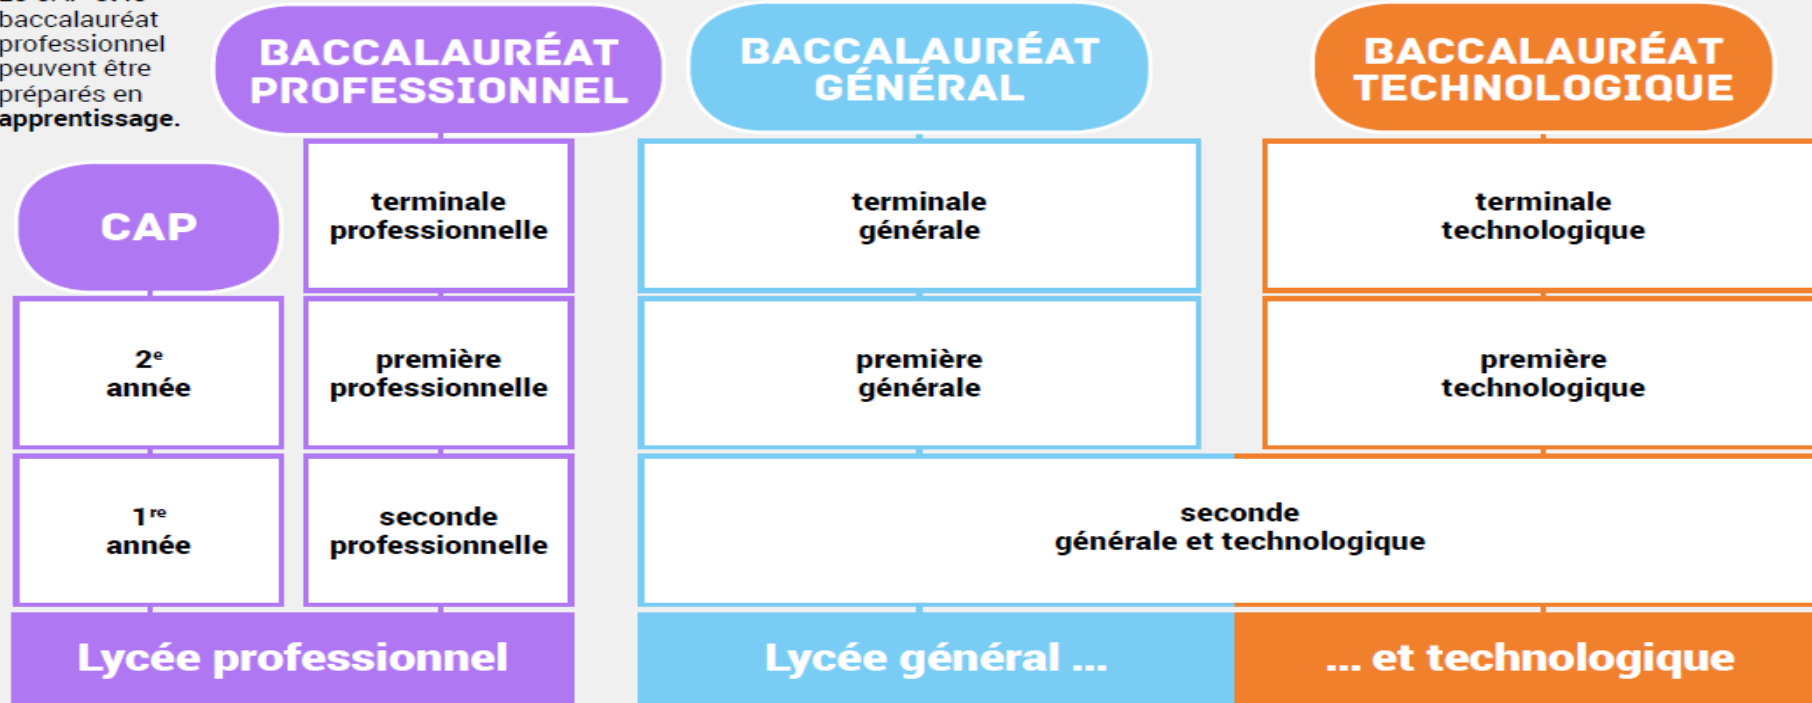 baccalauréat
professionnel
peuvent être
préparés en
apprentissage.
BACCALAURÉAT
PROFESSIONNEL
BACCALAURÉAT
GÉNÉRAL
BACCALAURÉAT
TECHNOLOGIQUE
CAP
terminale
professionnelle
terminale
générale
terminale
technologique
2e
année
première
professionnelle
première
générale
première
technologique
1re
année
seconde
professionnelle
seconde
générale et technologique
Lycée professionnel
Lycée général ...
... et technologique